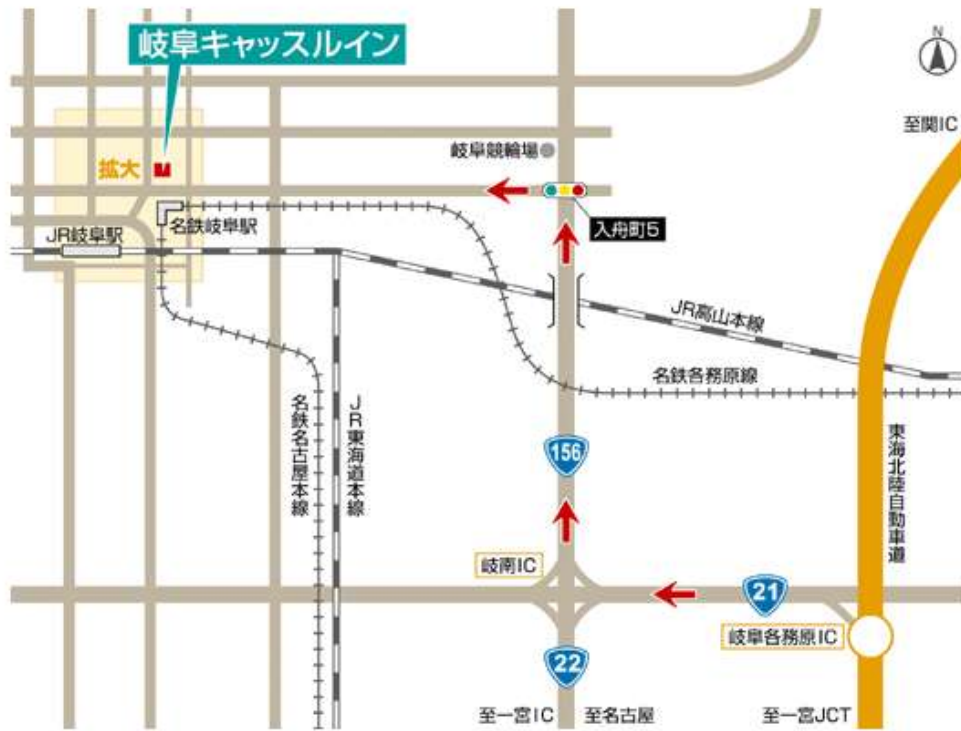 岐阜キャッスルイン
N
至関IC
岐阜競輪場
拡大
入舟町5
名鉄岐阜駅
JR岐阜駅
JR高山本線
名鉄各務原線
名鉄名古屋本線
JR東海道本線
東海北陸自動車道
156
岐南IC
21
岐阜各務原IC
22
至一宮IC
至名古屋
至一宮JCT